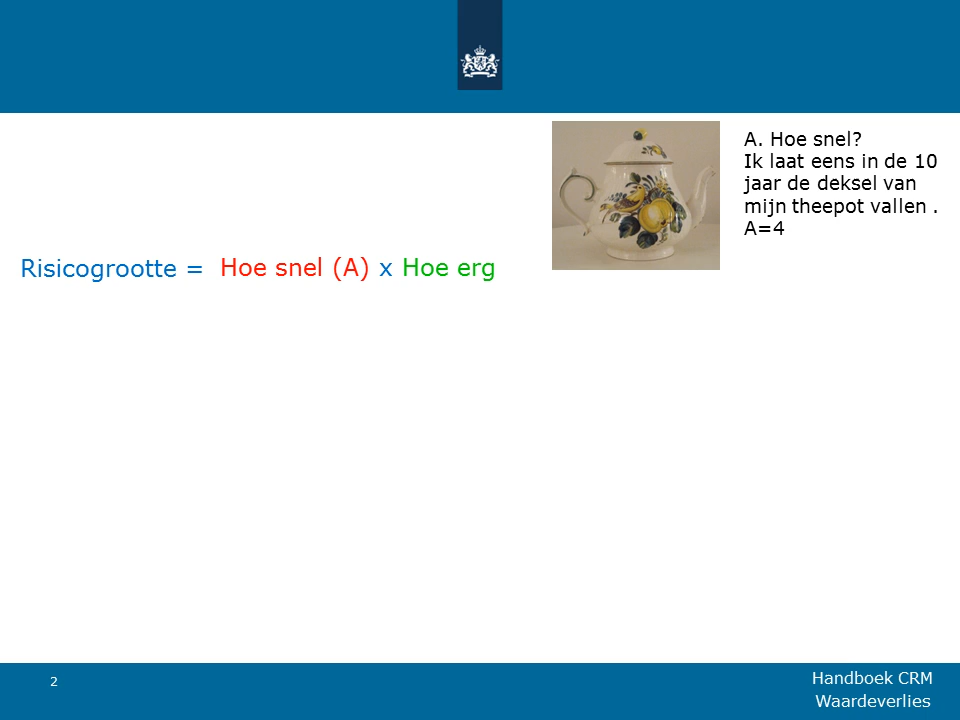 A. Hoe snel?
Ik laat eens in de 10
jaar de deksel van
mijn theepot vallen .
A=4
Risicogrootte = Hoe snel (A) x Hoe erg
2
Handboek CRM
Waardeverlies